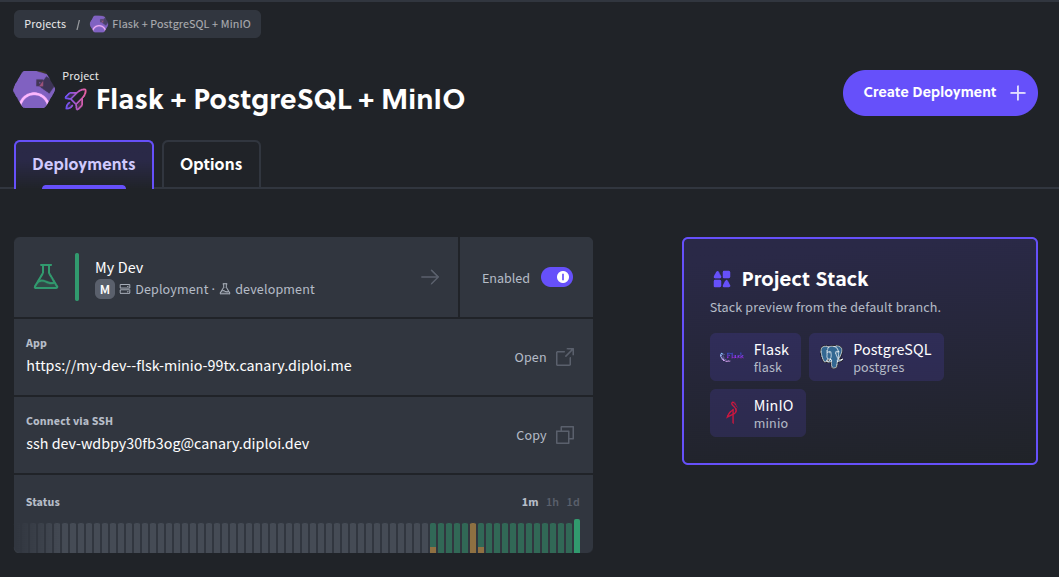 Projects / Flask + PostgreSQL + MinIO
Project
Flask + PostgreSQL + MinIO
Create Deployment
Deployments
Options
My Dev
M Deployment · development
Enabled
App
https://my-dev--flsk-minio-99tx.canary.diploi.me
Open
Connect via SSH
ssh dev-wdbpy30fb3og@canary.diploi.dev
Copy
Status
1m 1h 1d
Project Stack
Stack preview from the default branch.
Flask
Flask
flask
PostgreSQL
postgres
MinIO
minio